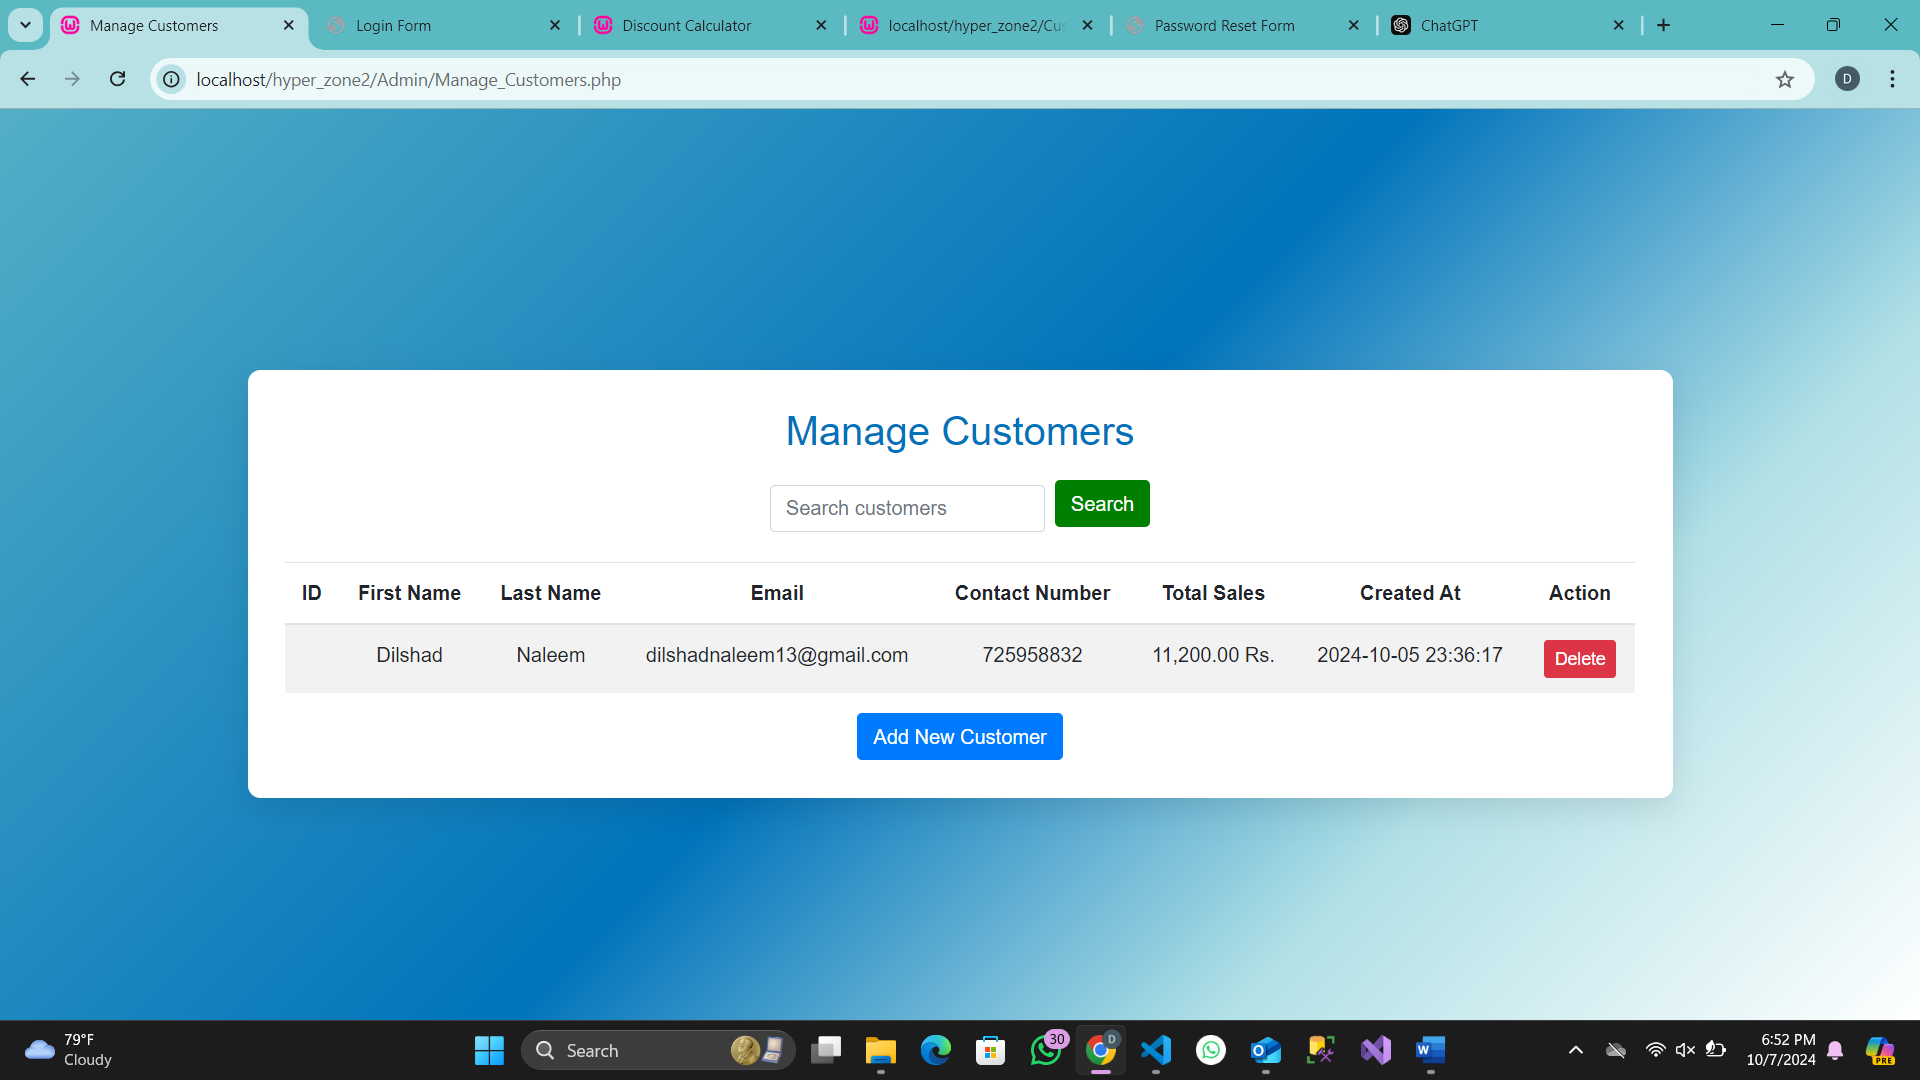 Manage Customers
Login Form
Discount Calculator
localhost/hyper_zone2/Cus
Password Reset Form
ChatGPT
localhost/hyper_zone2/Admin/Manage_Customers.php
D
Manage Customers
Search customers
Search
ID First Name Last Name Email Contact Number Total Sales Created At Action
Dilshad Naleem dilshadnaleem13@gmail.com 725958832 11,200.00 Rs. 2024-10-05 23:36:17 Delete
Add New Customer
79°F
Cloudy
Search
30
D
W
PRE
6:52 PM
10/7/2024